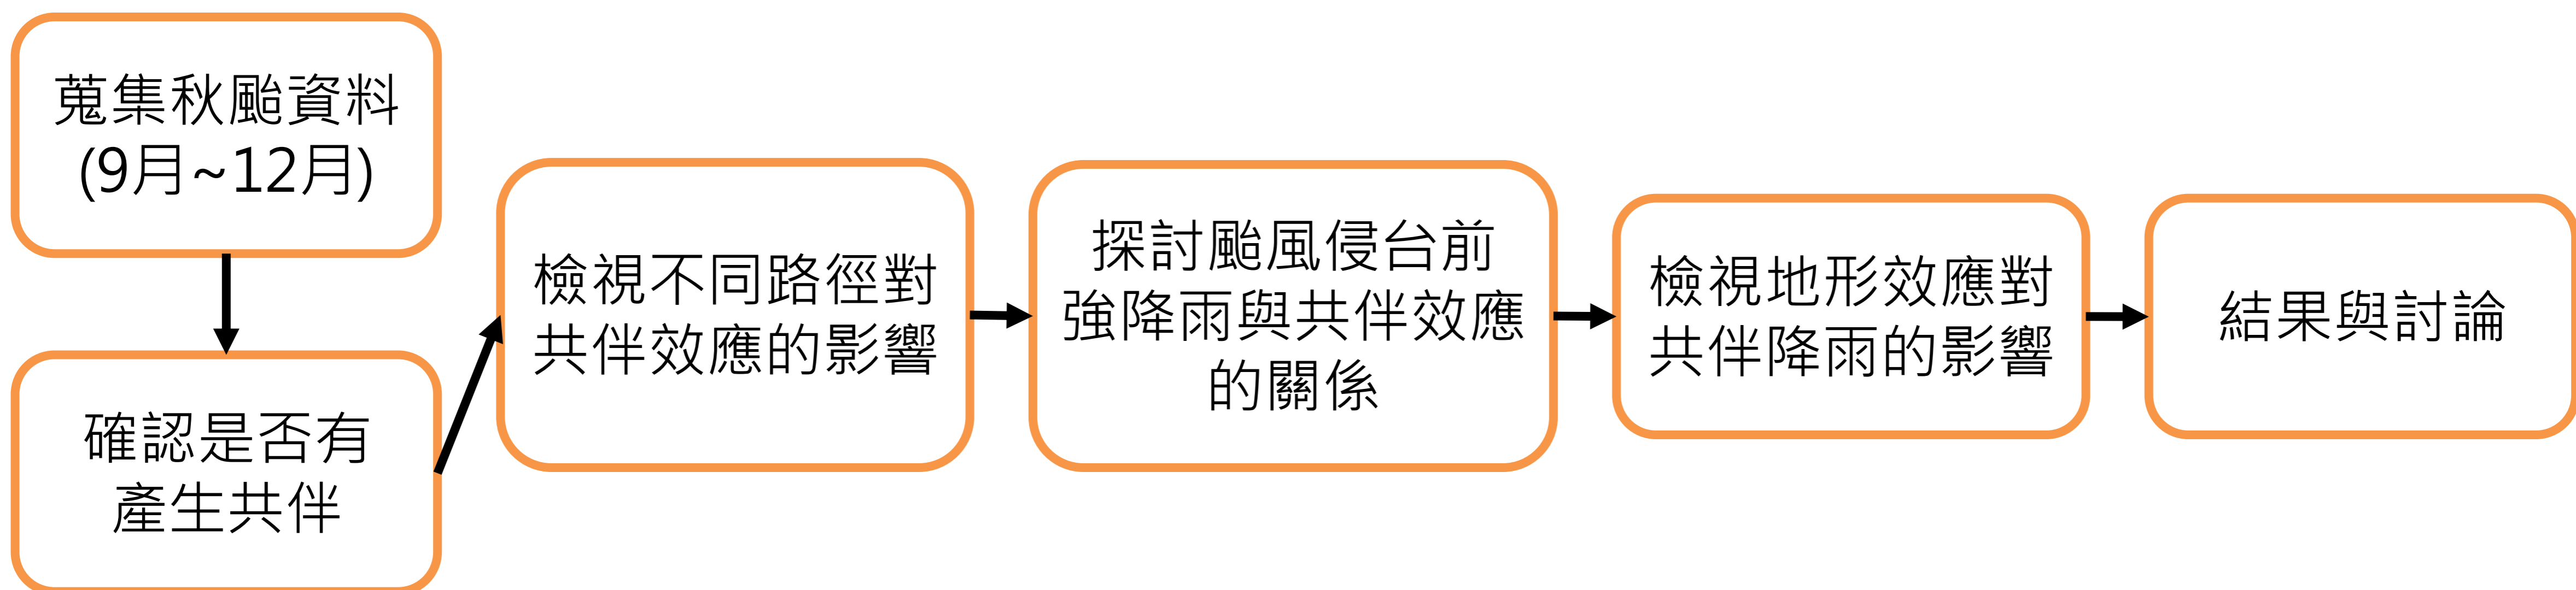 蒐集秋颱資料
(9月~12月)
確認是否有
產生共伴
檢視不同路徑對
共伴效應的影響
探討颱風侵台前
強降雨與共伴效應
的關係
檢視地形效應對
共伴降雨的影響
結果與討論